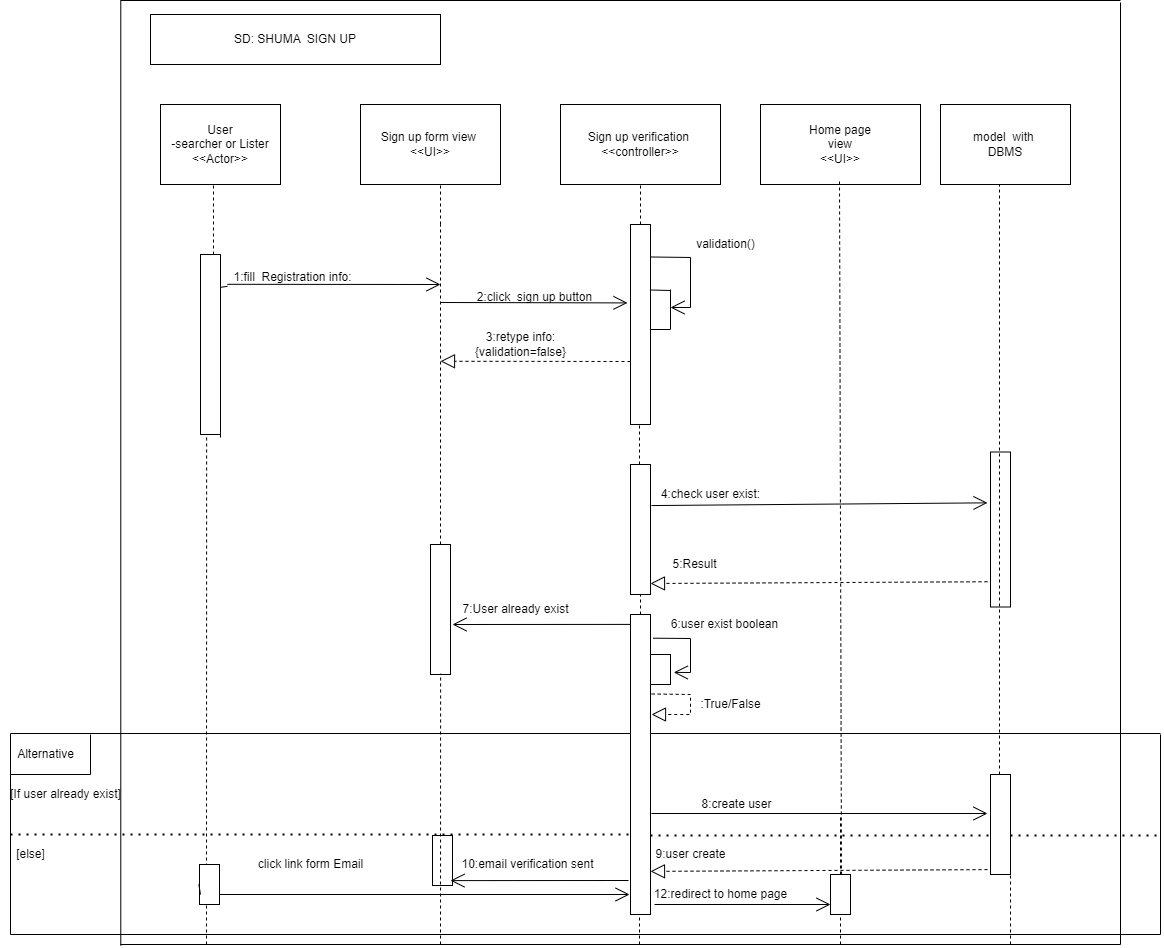 SD: SHUMA SIGN UP
User
-searcher or Lister
<<Actor>>
Sign up form view
<<UI>>
Sign up verification
<<controller>>
Home page
view
<<UI>>
model with
DBMS
validation()
1:fill Registration info:
2:click sign up button
3:retype info:
{validation=false}
4:check user exist:
5:Result
7:User already exist
6:user exist boolean
:True/False
Alternative
[If user already exist]
8:create user
[else]
click link form Email
10:email verification sent
9:user create
12:redirect to home page